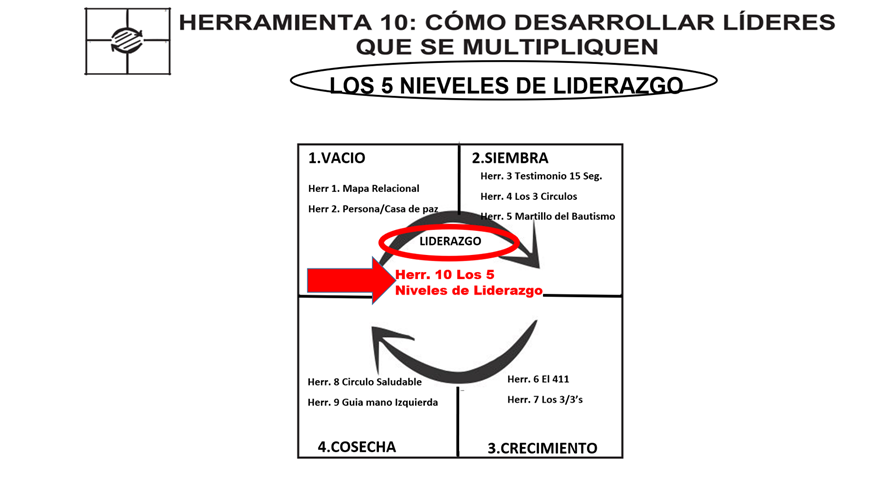 HERRAMIENTA 10: CÓMO DESARROLLAR LÍDERES
QUE SE MULTIPLIQUEN
LOS 5 NIEVELES DE LIDERAZGO
1.VACIO
Herr 1. Mapa Relacional
Herr 2. Persona/Casa de paz
2.SIEMBRA
Herr. 3 Testimonio 15 Seg.
Herr. 4 Los 3 Circulos
Herr. 5 Martillo del Bautismo
LIDERAZGO
Herr. 10 Los 5
Niveles de Liderazgo
Herr. 8 Circulo Saludable
Herr. 9 Guia mano Izquierda
4.COSECHA
Herr. 6 El 411
Herr. 7 Los 3/3’s
3.CRECIMIENTO